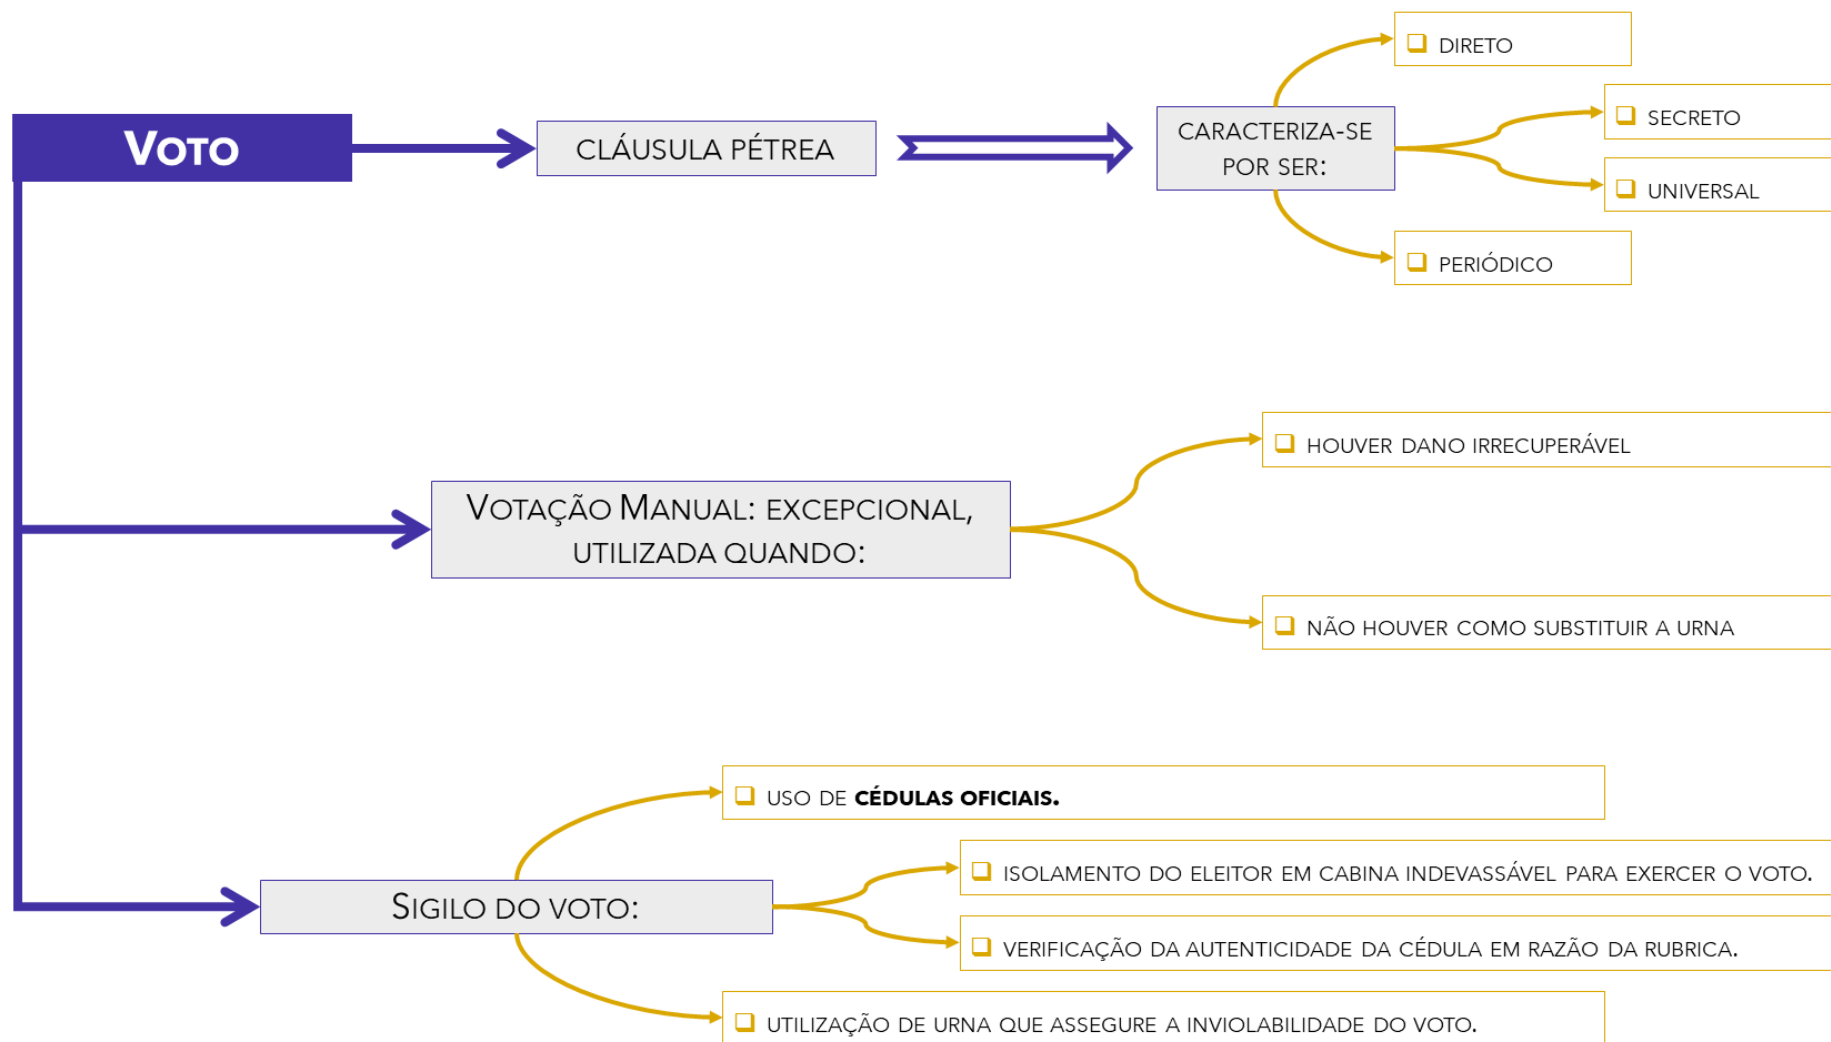 VOTO
CLÁUSULA PÉTREA
CARACTERIZA-SE
POR SER:
DIRETO
SECRETO
UNIVERSAL
PERIÓDICO
VOTAÇÃO MANUAL: EXCEPCIONAL,
UTILIZADA QUANDO:
HOUVER DANO IRRECUPERÁVEL
NÃO HOUVER COMO SUBSTITUIR A URNA
SIGILO DO VOTO:
USO DE CÉDULAS OFICIAIS.
ISOLAMENTO DO ELEITOR EM CABINA INDEVASSÁVEL PARA EXERCER O VOTO.
VERIFICAÇÃO DA AUTENTICIDADE DA CÉDULA EM RAZÃO DA RUBRICA.
UTILIZAÇÃO DE URNA QUE ASSEGURE A INVIOLABILIDADE DO VOTO.